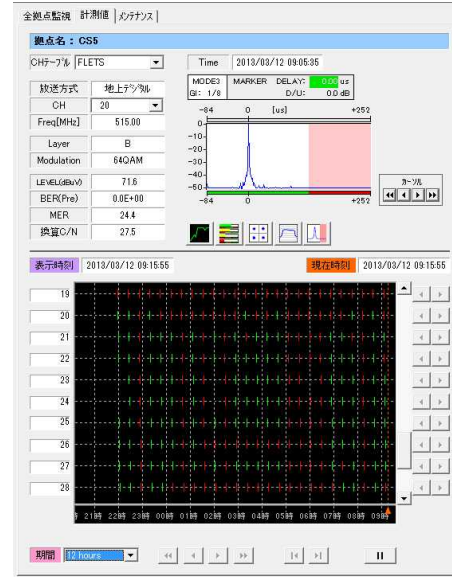 全拠点監視 計測値 メンテナンス
拠点名：CS5
CHテーブル FLETS Time 2013/03/12 09:05:35
放送方式 地上デジタル
CH 20
Freq[MHz] 515.00
Layer B
Modulation 64QAM
LEVEL(dBuV) 71.6
BER(Pre) 0.0E+00
MER 24.4
換算C/N 27.5
MODE3 MARKER DELAY: 0.00 us
GI: 1/8 D/U: 0.0 dB
-84 0 [us] +252
0
-10
-20
-30
-40
-50
-84 0 +252
カーソル
表示時刻 2013/03/12 09:15:55 現在時刻 2013/03/12 09:15:55
19
20
21
22
23
24
25
26
27
28
時 21時 22時 23時 00時 01時 02時 03時 04時 05時 06時 07時 08時 09時
期間 12 hours